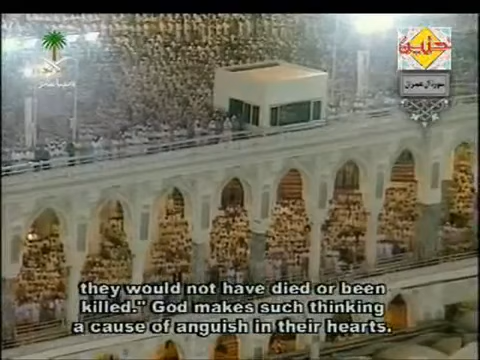 سورة آل عمران
they would not have died or been
killed." God makes such thinking
a cause of anguish in their hearts.